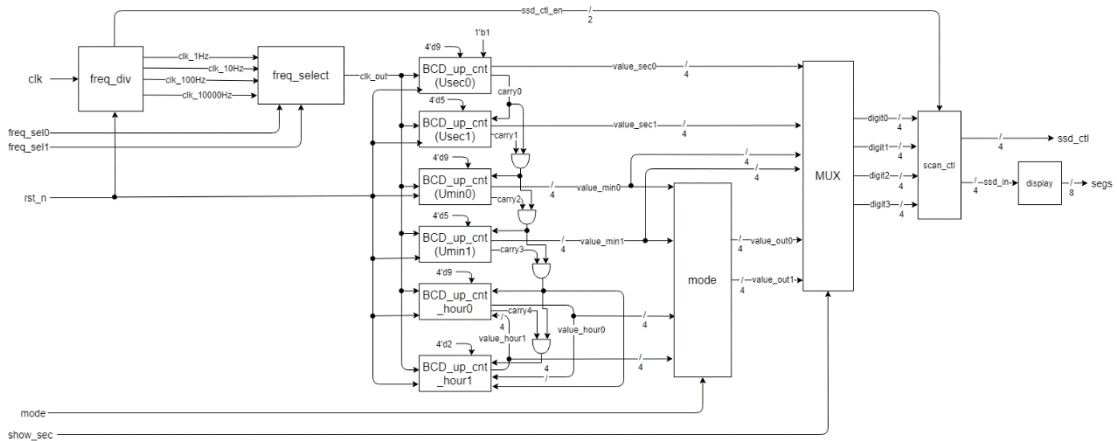 ssd_ctl_en
/
2
clk
freq_div
clk_1Hz
clk_10Hz
clk_100Hz
clk_10000Hz
freq_select
clk_out
freq_sel0
freq_sel1
rst_n
4'd9
1'b1
BCD_up_cnt
(Usec0)
carry0
value_sec0
/
4
4'd5
BCD_up_cnt
(Usec1)
carry1
value_sec1
/
4
4'd9
BCD_up_cnt
(Umin0)
carry2
/
4
value_min0
/
4
/
4
4'd5
BCD_up_cnt
(Umin1)
carry3
/
4
value_min1
4'd9
BCD_up_cnt
_hour0
carry4
/
4
value_hour1
value_hour0
/
4
4'd2
BCD_up_cnt
_hour1
4
/
/
4
mode
/
4
value_out0
/
4
value_out1
MUX
digit0
/
4
digit1
/
4
digit2
/
4
digit3
/
4
scan_ctl
/
4
ssd_ctl
/
4
ssd_in
display
/
8
segs
mode
show_sec